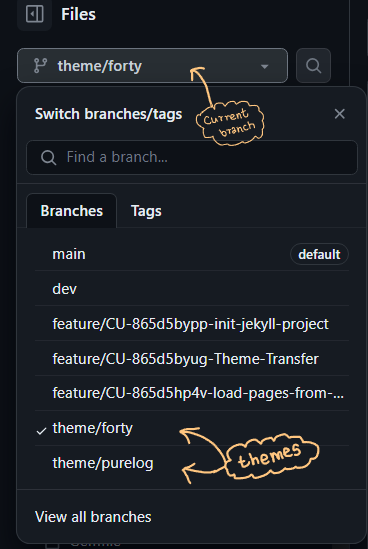 Files
theme/forty
Switch branches/tags
Current
branch
Find a branch...
Branches
Tags
main
default
dev
feature/CU-865d5bypp-init-jekyll-project
feature/CU-865d5byug-Theme-Transfer
feature/CU-865d5hp4v-load-pages-from-...
theme/forty
themes
theme/purelog
View all branches